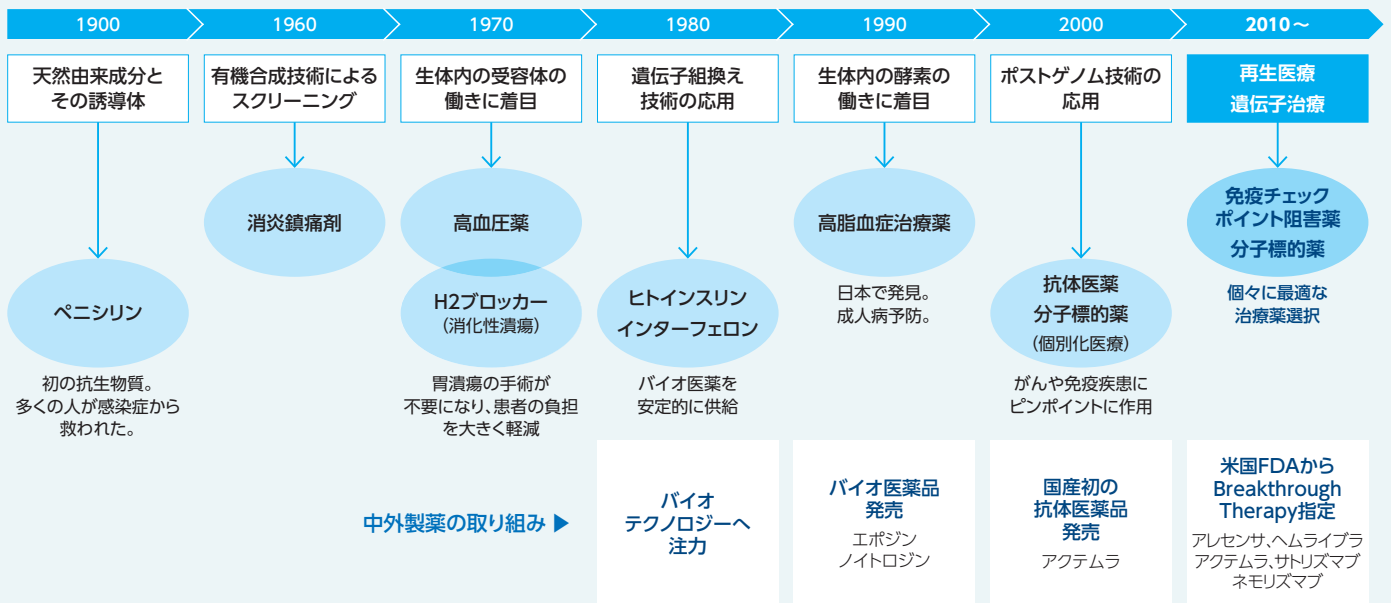 1900
1960
1970
1980
1990
2000
2010～
天然由来成分と
その誘導体
有機合成技術による
スクリーニング
生体内の受容体の
働きに着目
遺伝子組換え
技術の応用
生体内の酵素の
働きに着目
ポストゲノム技術の
応用
再生医療
遺伝子治療
ペニシリン
初の抗生物質。
多くの人が感染症から
救われた。
消炎鎮痛剤
高血圧薬
H2ブロッカー
（消化性潰瘍）
胃潰瘍の手術が
不要になり、患者の負担
を大きく軽減
ヒトインスリン
インターフェロン
バイオ医薬を
安定的に供給
高脂血症治療薬
日本で発見。
成人病予防。
抗体医薬
分子標的薬
（個別化医療）
がんや免疫疾患に
ピンポイントに作用
免疫チェック
ポイント阻害薬
分子標的薬
個々に最適な
治療薬選択
中外製薬の取り組み ▶
バイオ
テクノロジーへ
注力
バイオ医薬品
発売
エポジン
ノイトロジン
国産初の
抗体医薬品
発売
アクテムラ
米国FDAから
Breakthrough
Therapy指定
アレセンサ、ヘムライブラ
アクテムラ、サトリズマブ
ネモリズマブ